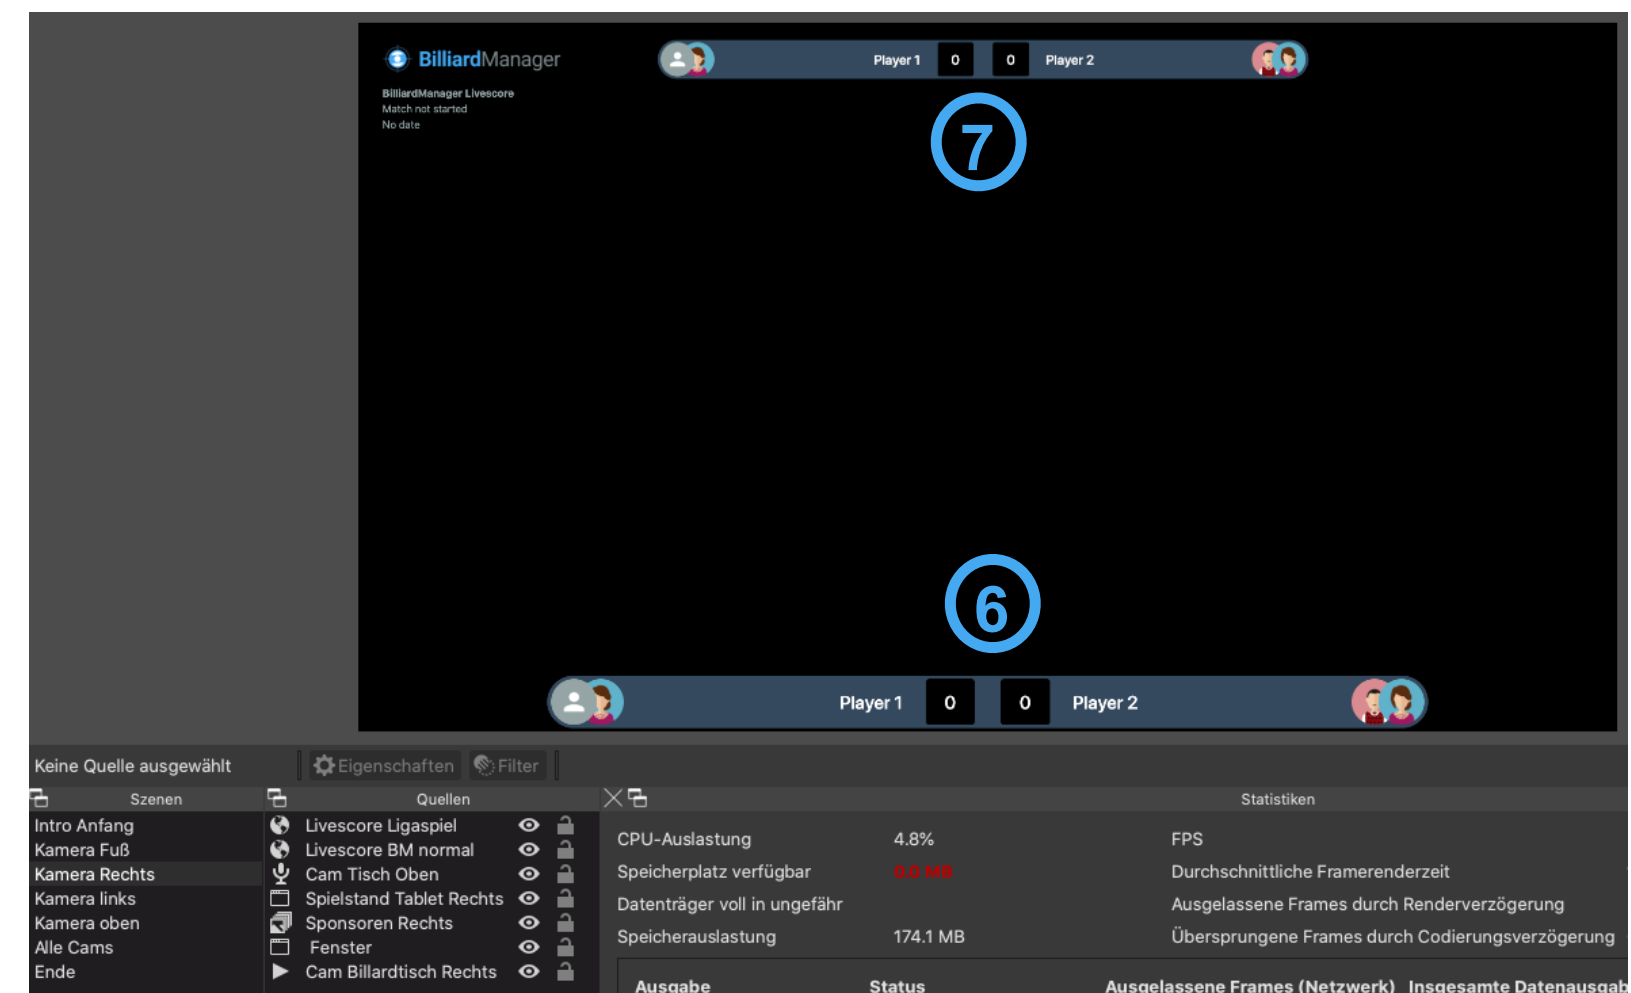 BilliardManager
Player 1 0 0 Player 2
BilliardManager Livescore
Match not started
No date
7
6
Player 1 0 0 Player 2
Keine Quelle ausgewählt Eigenschaften Filter
Szenen Quellen Statistiken
Intro Anfang
Kamera Fuß
Kamera Rechts
Kamera links
Kamera oben
Alle Cams
Ende
Livescore Ligaspiel
Livescore BM normal
Cam Tisch Oben
Spielstand Tablet Rechts
Sponsoren Rechts
Fenster
Cam Billardtisch Rechts
CPU-Auslastung 4.8% FPS
Speicherplatz verfügbar 0.0 MB Durchschnittliche Framerenderzeit
Datenträger voll in ungefähr Ausgelassene Frames durch Renderverzögerung
Speicherauslastung 174.1 MB Übersprungene Frames durch Codierungsverzögerung
Ausgabe Status Ausgelassene Frames (Netzwerk) Insgesamte Datenausgab